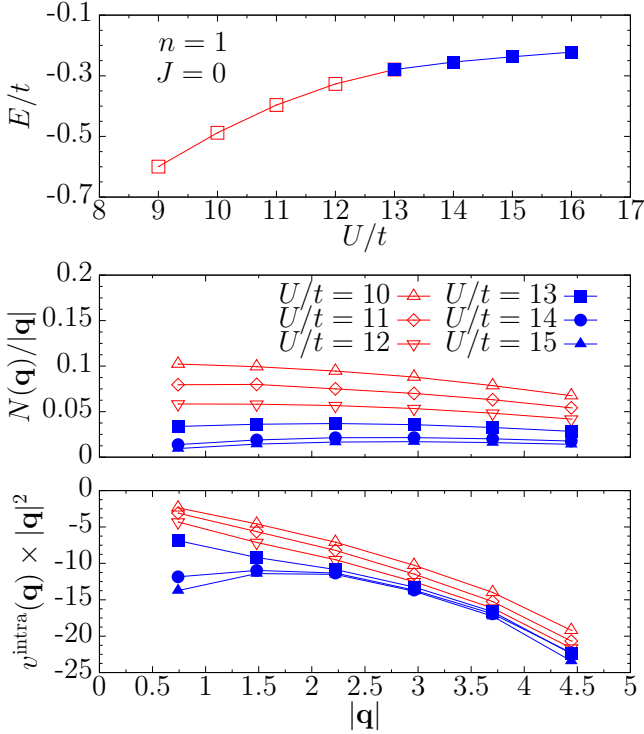 -0.1
-0.3
-0.5
-0.7
E/t
n = 1
J = 0
8 9 10 11 12 13 14 15 16 17
U/t
0.2
0.15
0.1
0.05
0
N(𝐪)/|𝐪|
U/t = 10 U/t = 13
U/t = 11 U/t = 14
U/t = 12 U/t = 15
0
-5
-10
-15
-20
-25
v^intra(𝐪) × |𝐪|²
0 0.5 1 1.5 2 2.5 3 3.5 4 4.5 5
|𝐪|